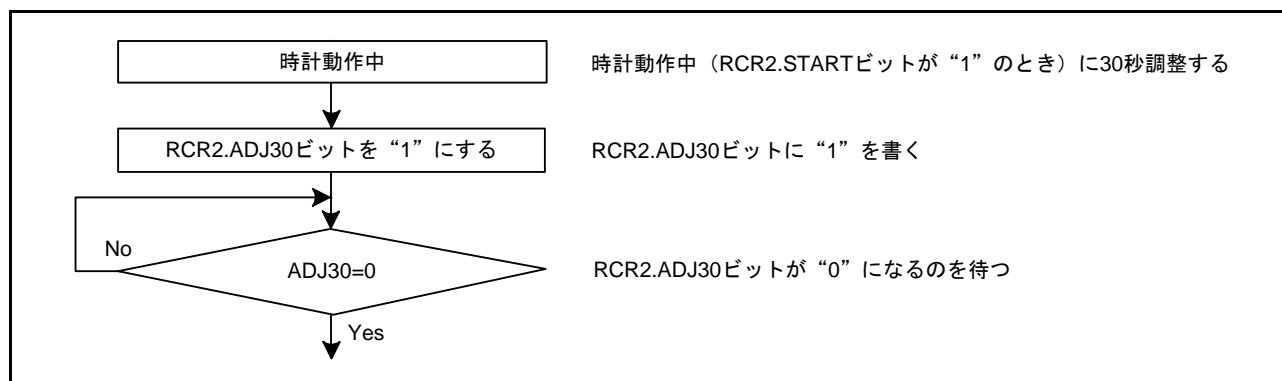 時計動作中
時計動作中（RCR2.STARTビットが“1”のとき）に30秒調整する
RCR2.ADJ30ビットを“1”にする
RCR2.ADJ30ビットに“1”を書く
No
ADJ30=0
RCR2.ADJ30ビットが“0”になるのを待つ
Yes